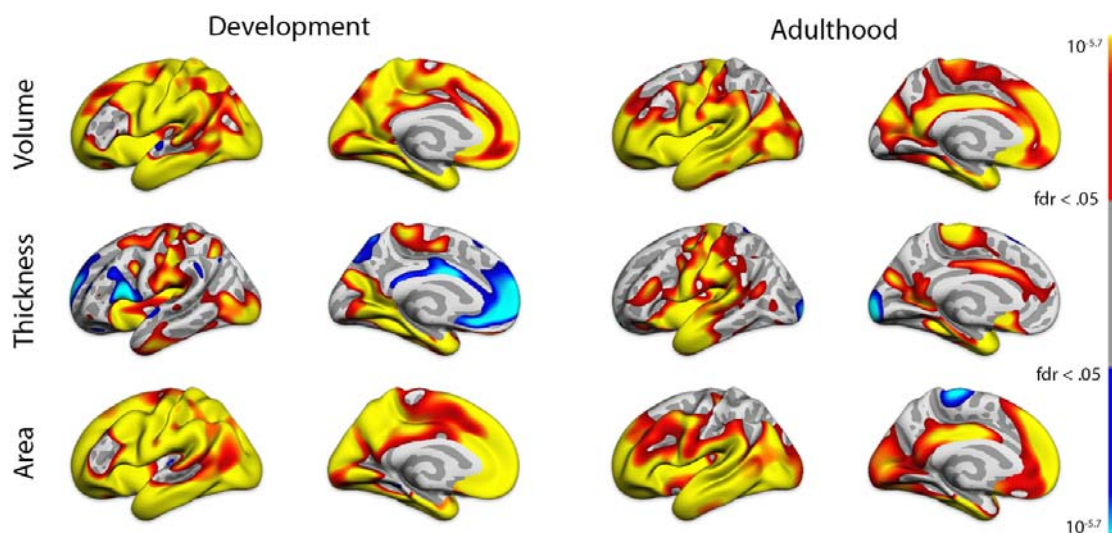 Development
Adulthood
Volume
Thickness
Area
10⁻⁵·⁷
fdr < .05
fdr < .05
10⁻⁵·⁷